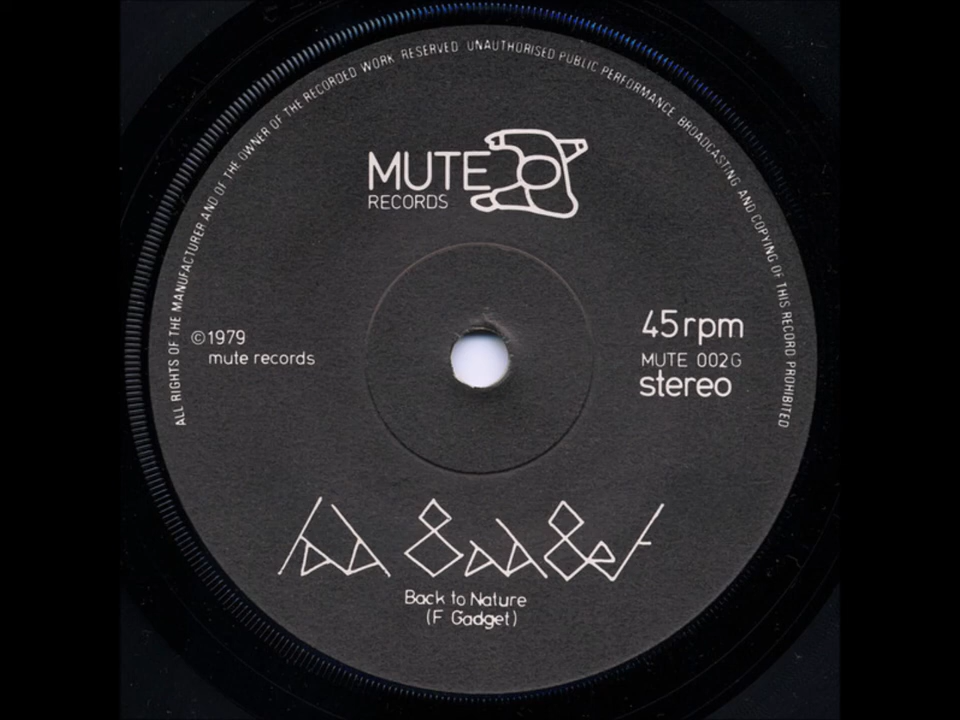 ALL RIGHTS OF THE MANUFACTURER AND OF THE OWNER OF THE RECORDED WORK RESERVED UNAUTHORISED PUBLIC PERFORMANCE BROADCASTING AND COPYING OF THIS RECORD PROHIBITED
MUTE
RECORDS
©1979
mute records
45rpm
MUTE 002G
stereo
fad gadget
Back to Nature
(F Gadget)